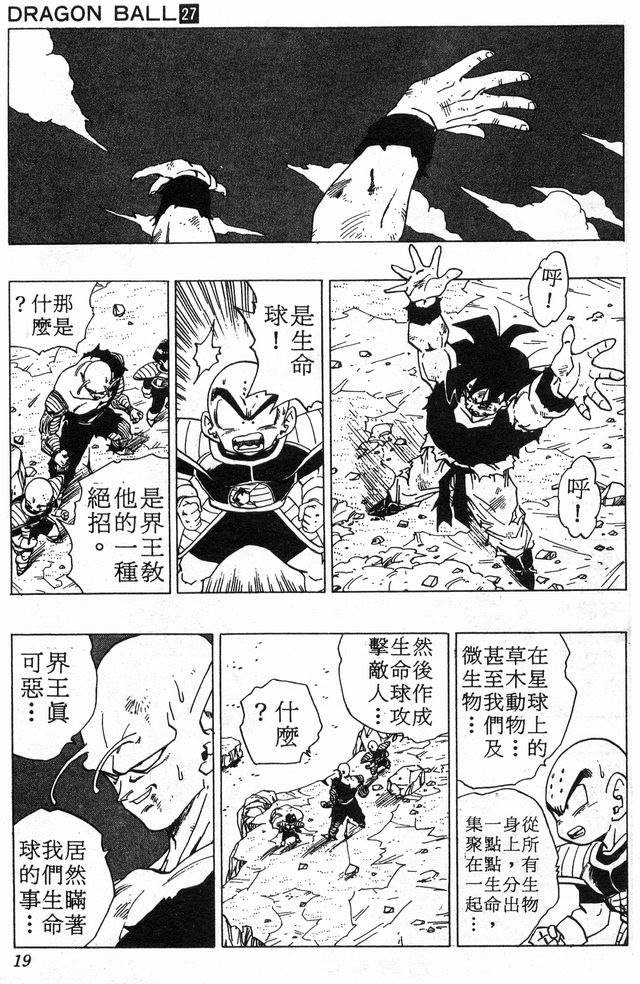 DRAGON BALL 27
呼！
呼！
是生命
球！
那是
什麼
？
是界王教
他的一種
絕招。
在星球上的
草木動物…
甚至我們及
微生物…
從所有生物
身上，分出
一點點生命，
集聚在一起…
然後作成
生命球攻
擊敵人…
什麼
？
界王真
可惡…
居然瞞著
我們生命
球的事…
19